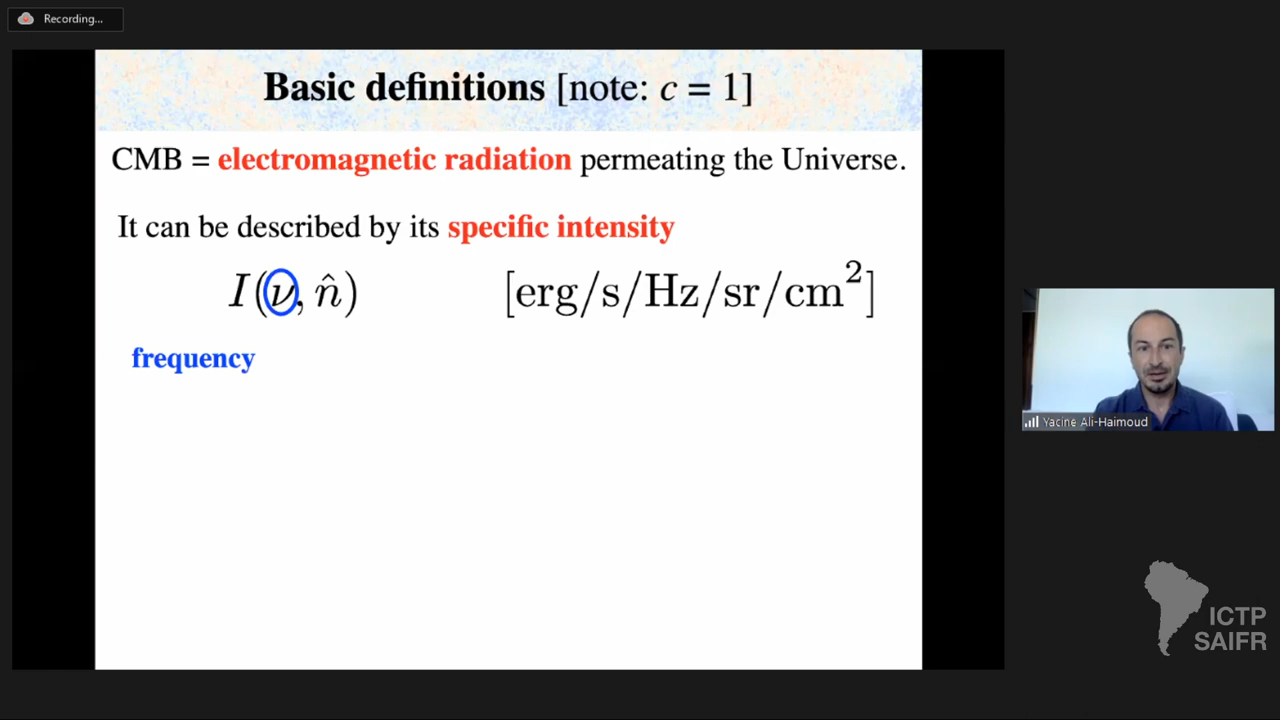 Recording...
Basic definitions [note: c = 1]
CMB = electromagnetic radiation permeating the Universe.
It can be described by its specific intensity
I(ν, n̂) [erg/s/Hz/sr/cm²]
frequency
Yacine Ali-Haimoud
ICTP
SAIFR